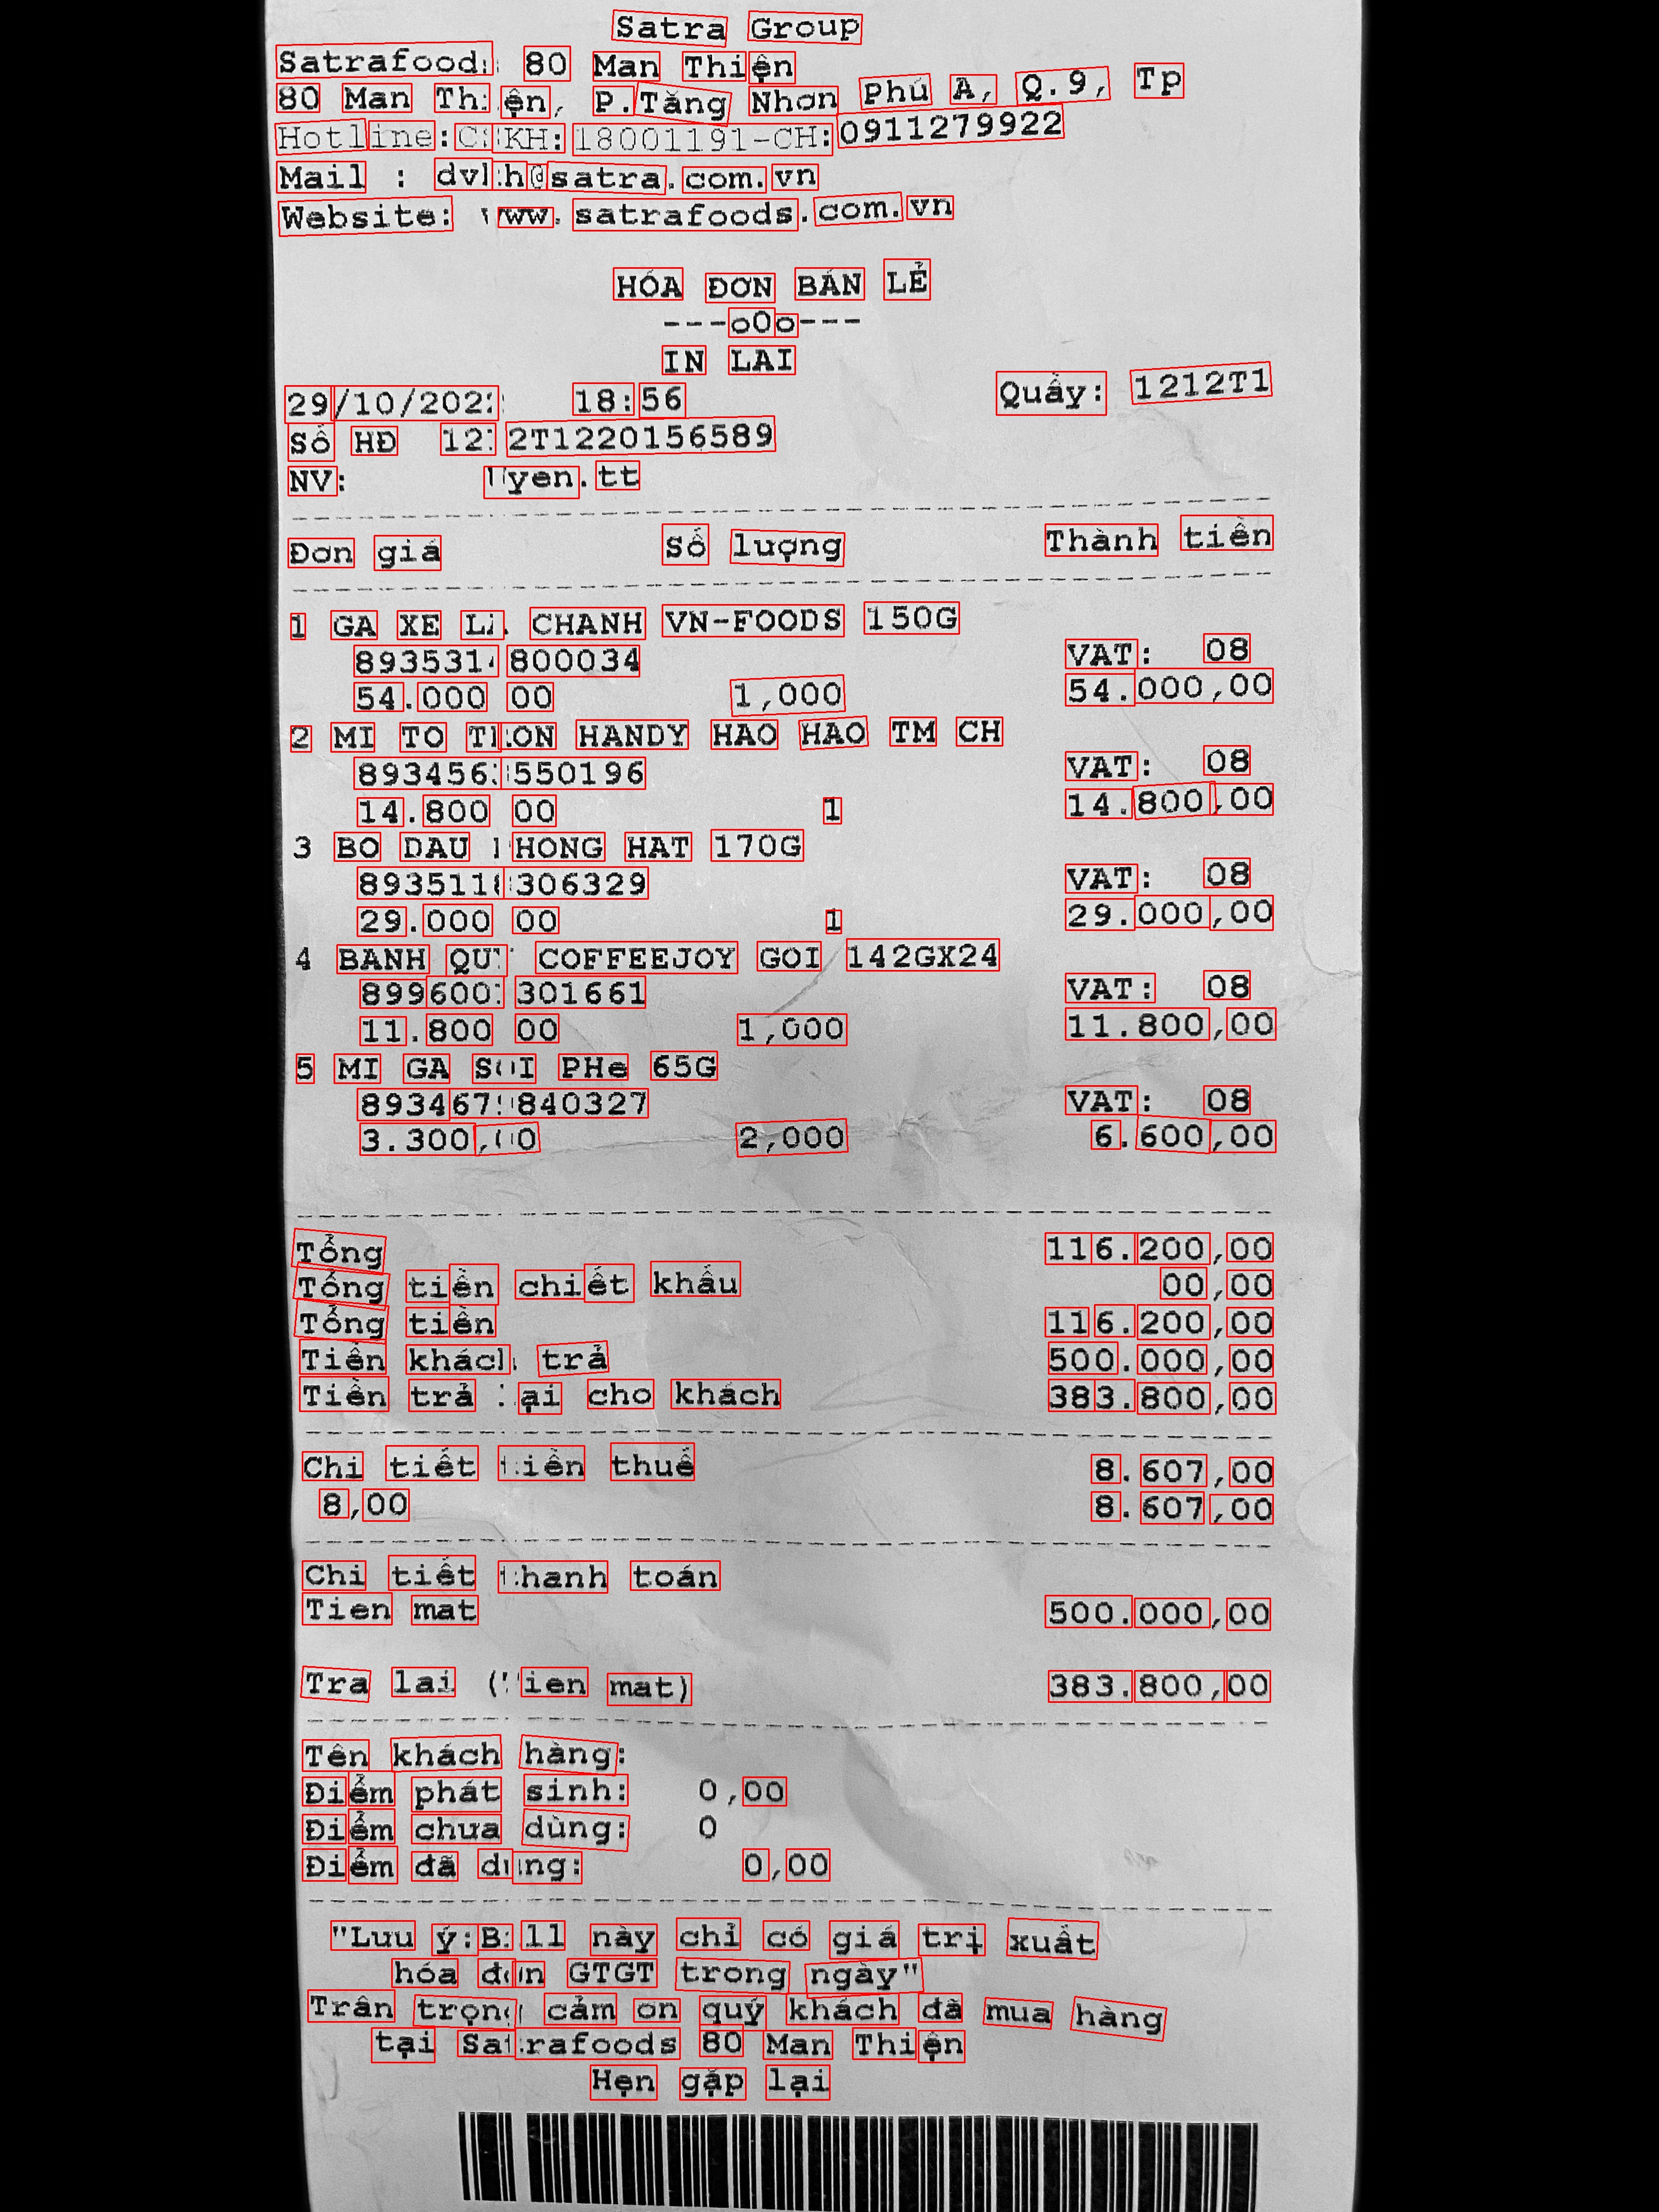 Satra Group
Satrafoods 80 Man Thiện
80 Man Thiện, P.Tăng Nhơn Phú A, Q.9, Tp
Hotline:CSKH:18001191-CH:0911279922
Mail : dvkh@satra.com.vn
Website: www.satrafoods.com.vn
HÓA ĐƠN BÁN LẺ
---oOo---
IN LAI
29/10/2022 18:56 Quầy: 1212T1
Số HĐ 1212T1220156589
NV: Uyen.tt
Đơn giá Số lượng Thành tiền
1 GA XE LA CHANH VN-FOODS 150G
8935314800034 VAT: 08
54.000 00 1,000 54.000,00
2 MI TO TRON HANDY HAO HAO TM CH
8934563550196 VAT: 08
14.800 00 1 14.800,00
3 BO DAU PHONG HAT 170G
8935118306329 VAT: 08
29.000 00 1 29.000,00
4 BANH QUY COFFEEJOY GOI 142GX24
8996001301661 VAT: 08
11.800 00 1,000 11.800,00
5 MI GA SOI PHe 65G
VAT: 08
3.300,00 2,000 6.600,00
Tổng 116.200,00
Tổng tiền chiết khấu 00,00
Tổng tiền 116.200,00
Tiền khách trả 500.000,00
Tiền trả lại cho khách 383.800,00
Chi tiết tiền thuế 8.607,00
8,00 8.607,00
Chi tiết thanh toán
Tien mat 500.000,00
Tra lai (Tien mat) 383.800,00
Tên khách hàng:
Điểm phát sinh: 0,00
Điểm chưa dùng: 0
Điểm đã dùng: 0,00
"Lưu ý:Bill này chỉ có giá trị xuất
hóa đơn GTGT trong ngày"
Trân trọng cảm ơn quý khách đã mua hàng
tại Satrafoods 80 Man Thiện
Hẹn gặp lại